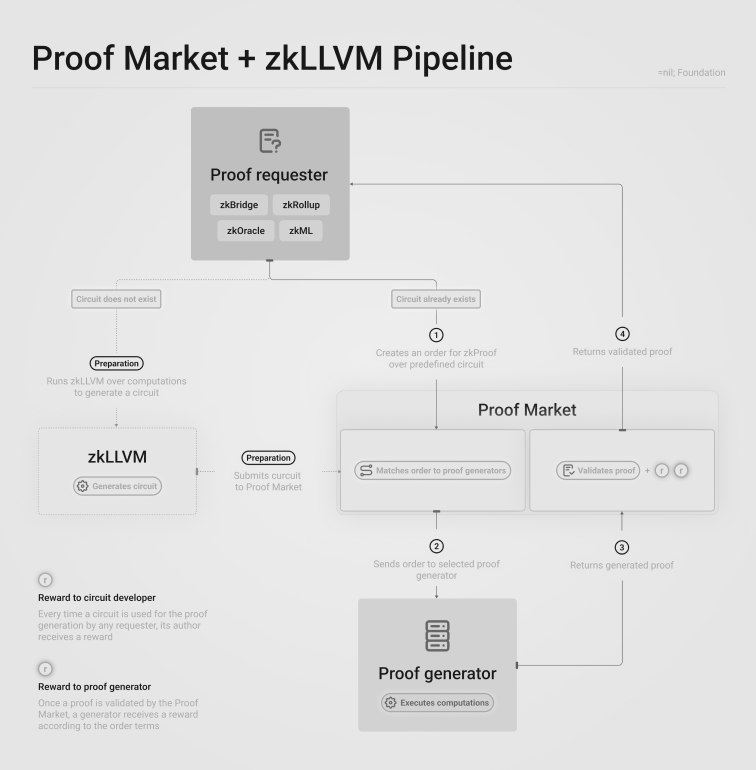 Proof Market + zkLLVM Pipeline
=nil; Foundation
Proof requester
zkBridge
zkRollup
zkOracle
zkML
Circuit does not exist
Circuit already exists
Preparation
Runs zkLLVM over computations
to generate a circuit
1
Creates an order for zkProof
over predefined circuit
4
Returns validated proof
Proof Market
zkLLVM
Generates circuit
Preparation
Submits curcuit
to Proof Market
Matches order to proof generators
Validates proof
+
r
r
2
Sends order to selected proof
generator
3
Returns generated proof
Proof generator
Executes computations
r
Reward to circuit developer
Every time a circuit is used for the proof
generation by any requester, its author
receives a reward
r
Reward to proof generator
Once a proof is validated by the Proof
Market, a generator receives a reward
according to the order terms